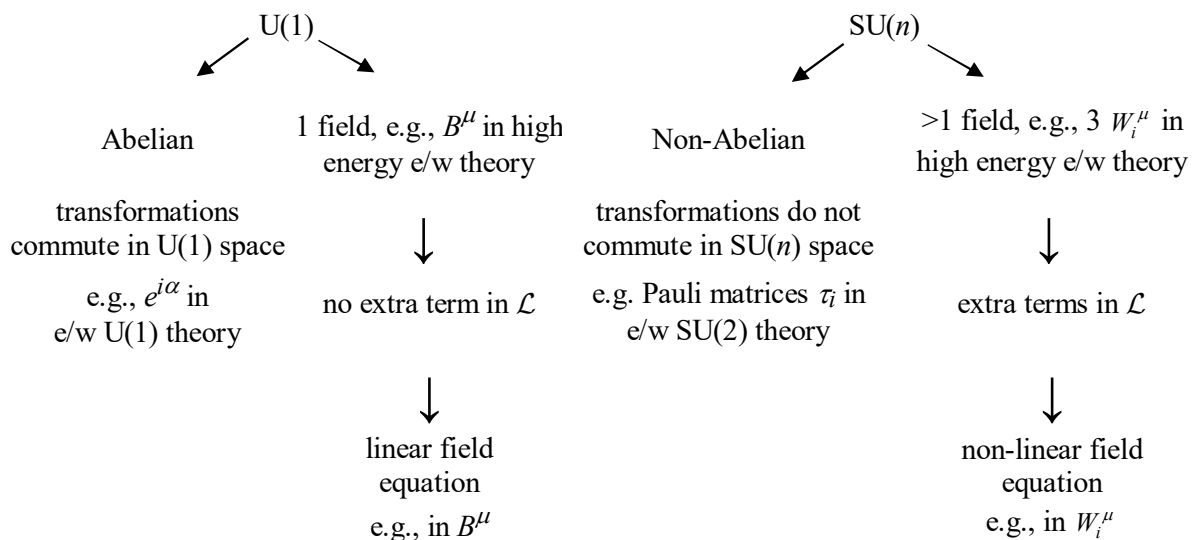 U(1)
Abelian
transformations
commute in U(1) space
e.g., e^{iα} in
e/w U(1) theory
1 field, e.g., B^μ in high
energy e/w theory
no extra term in ℒ
linear field
equation
e.g., in B^μ
SU(n)
Non-Abelian
transformations do not
commute in SU(n) space
e.g. Pauli matrices τ_i in
e/w SU(2) theory
>1 field, e.g., 3 W_i^μ in
high energy e/w theory
extra terms in ℒ
non-linear field
equation
e.g., in W_i^μ